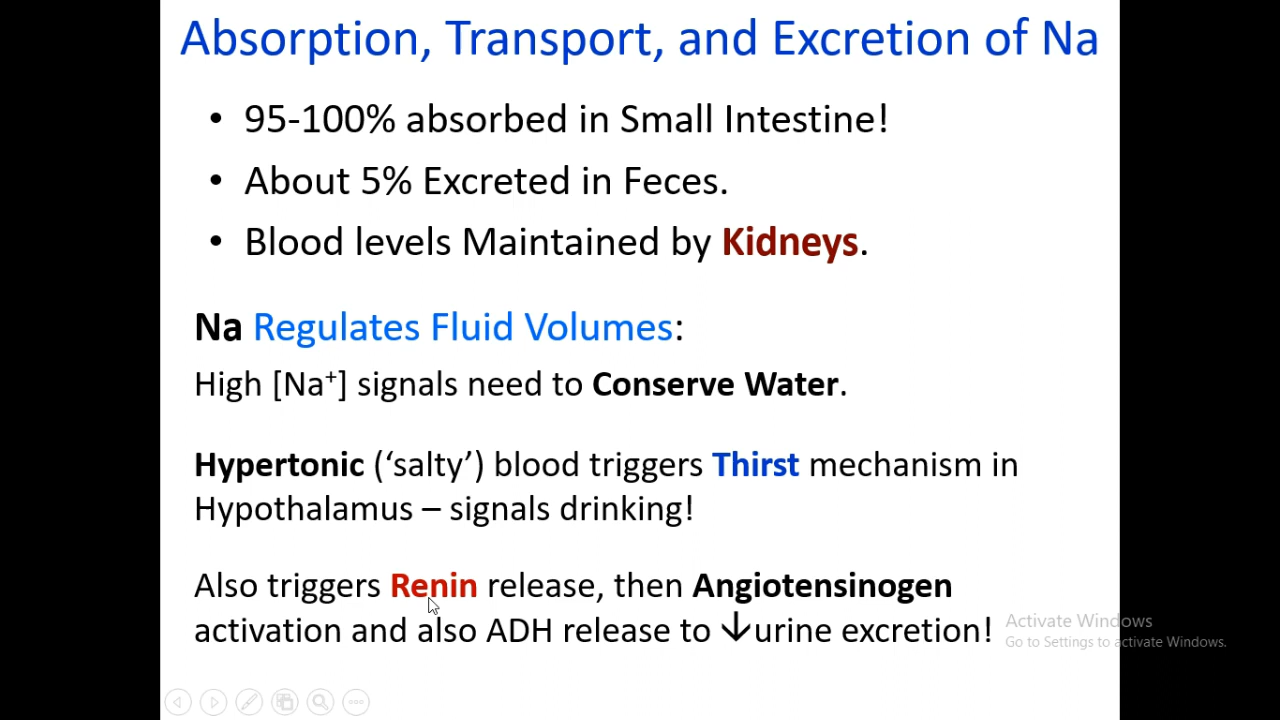 Absorption, Transport, and Excretion of Na
• 95-100% absorbed in Small Intestine!
• About 5% Excreted in Feces.
• Blood levels Maintained by Kidneys.
Na Regulates Fluid Volumes:
High [Na⁺] signals need to Conserve Water.
Hypertonic (‘salty’) blood triggers Thirst mechanism in
Hypothalamus – signals drinking!
Also triggers Renin release, then Angiotensinogen
activation and also ADH release to ↓urine excretion!
Activate Windows
Go to Settings to activate Windows.